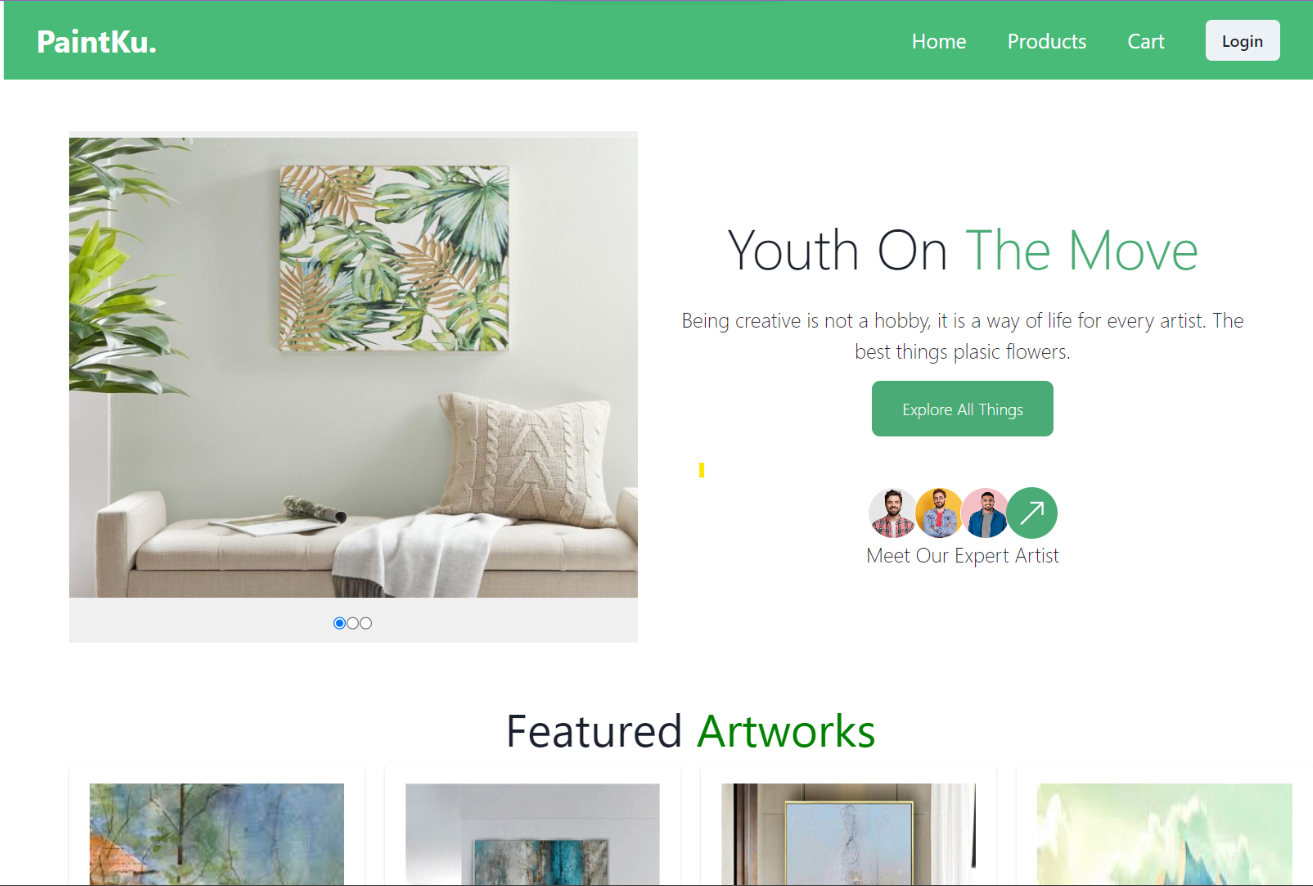 PaintKu.
Home
Products
Cart
Login
Youth On The Move
Being creative is not a hobby, it is a way of life for every artist. The
best things plasic flowers.
Explore All Things
Meet Our Expert Artist
Featured Artworks